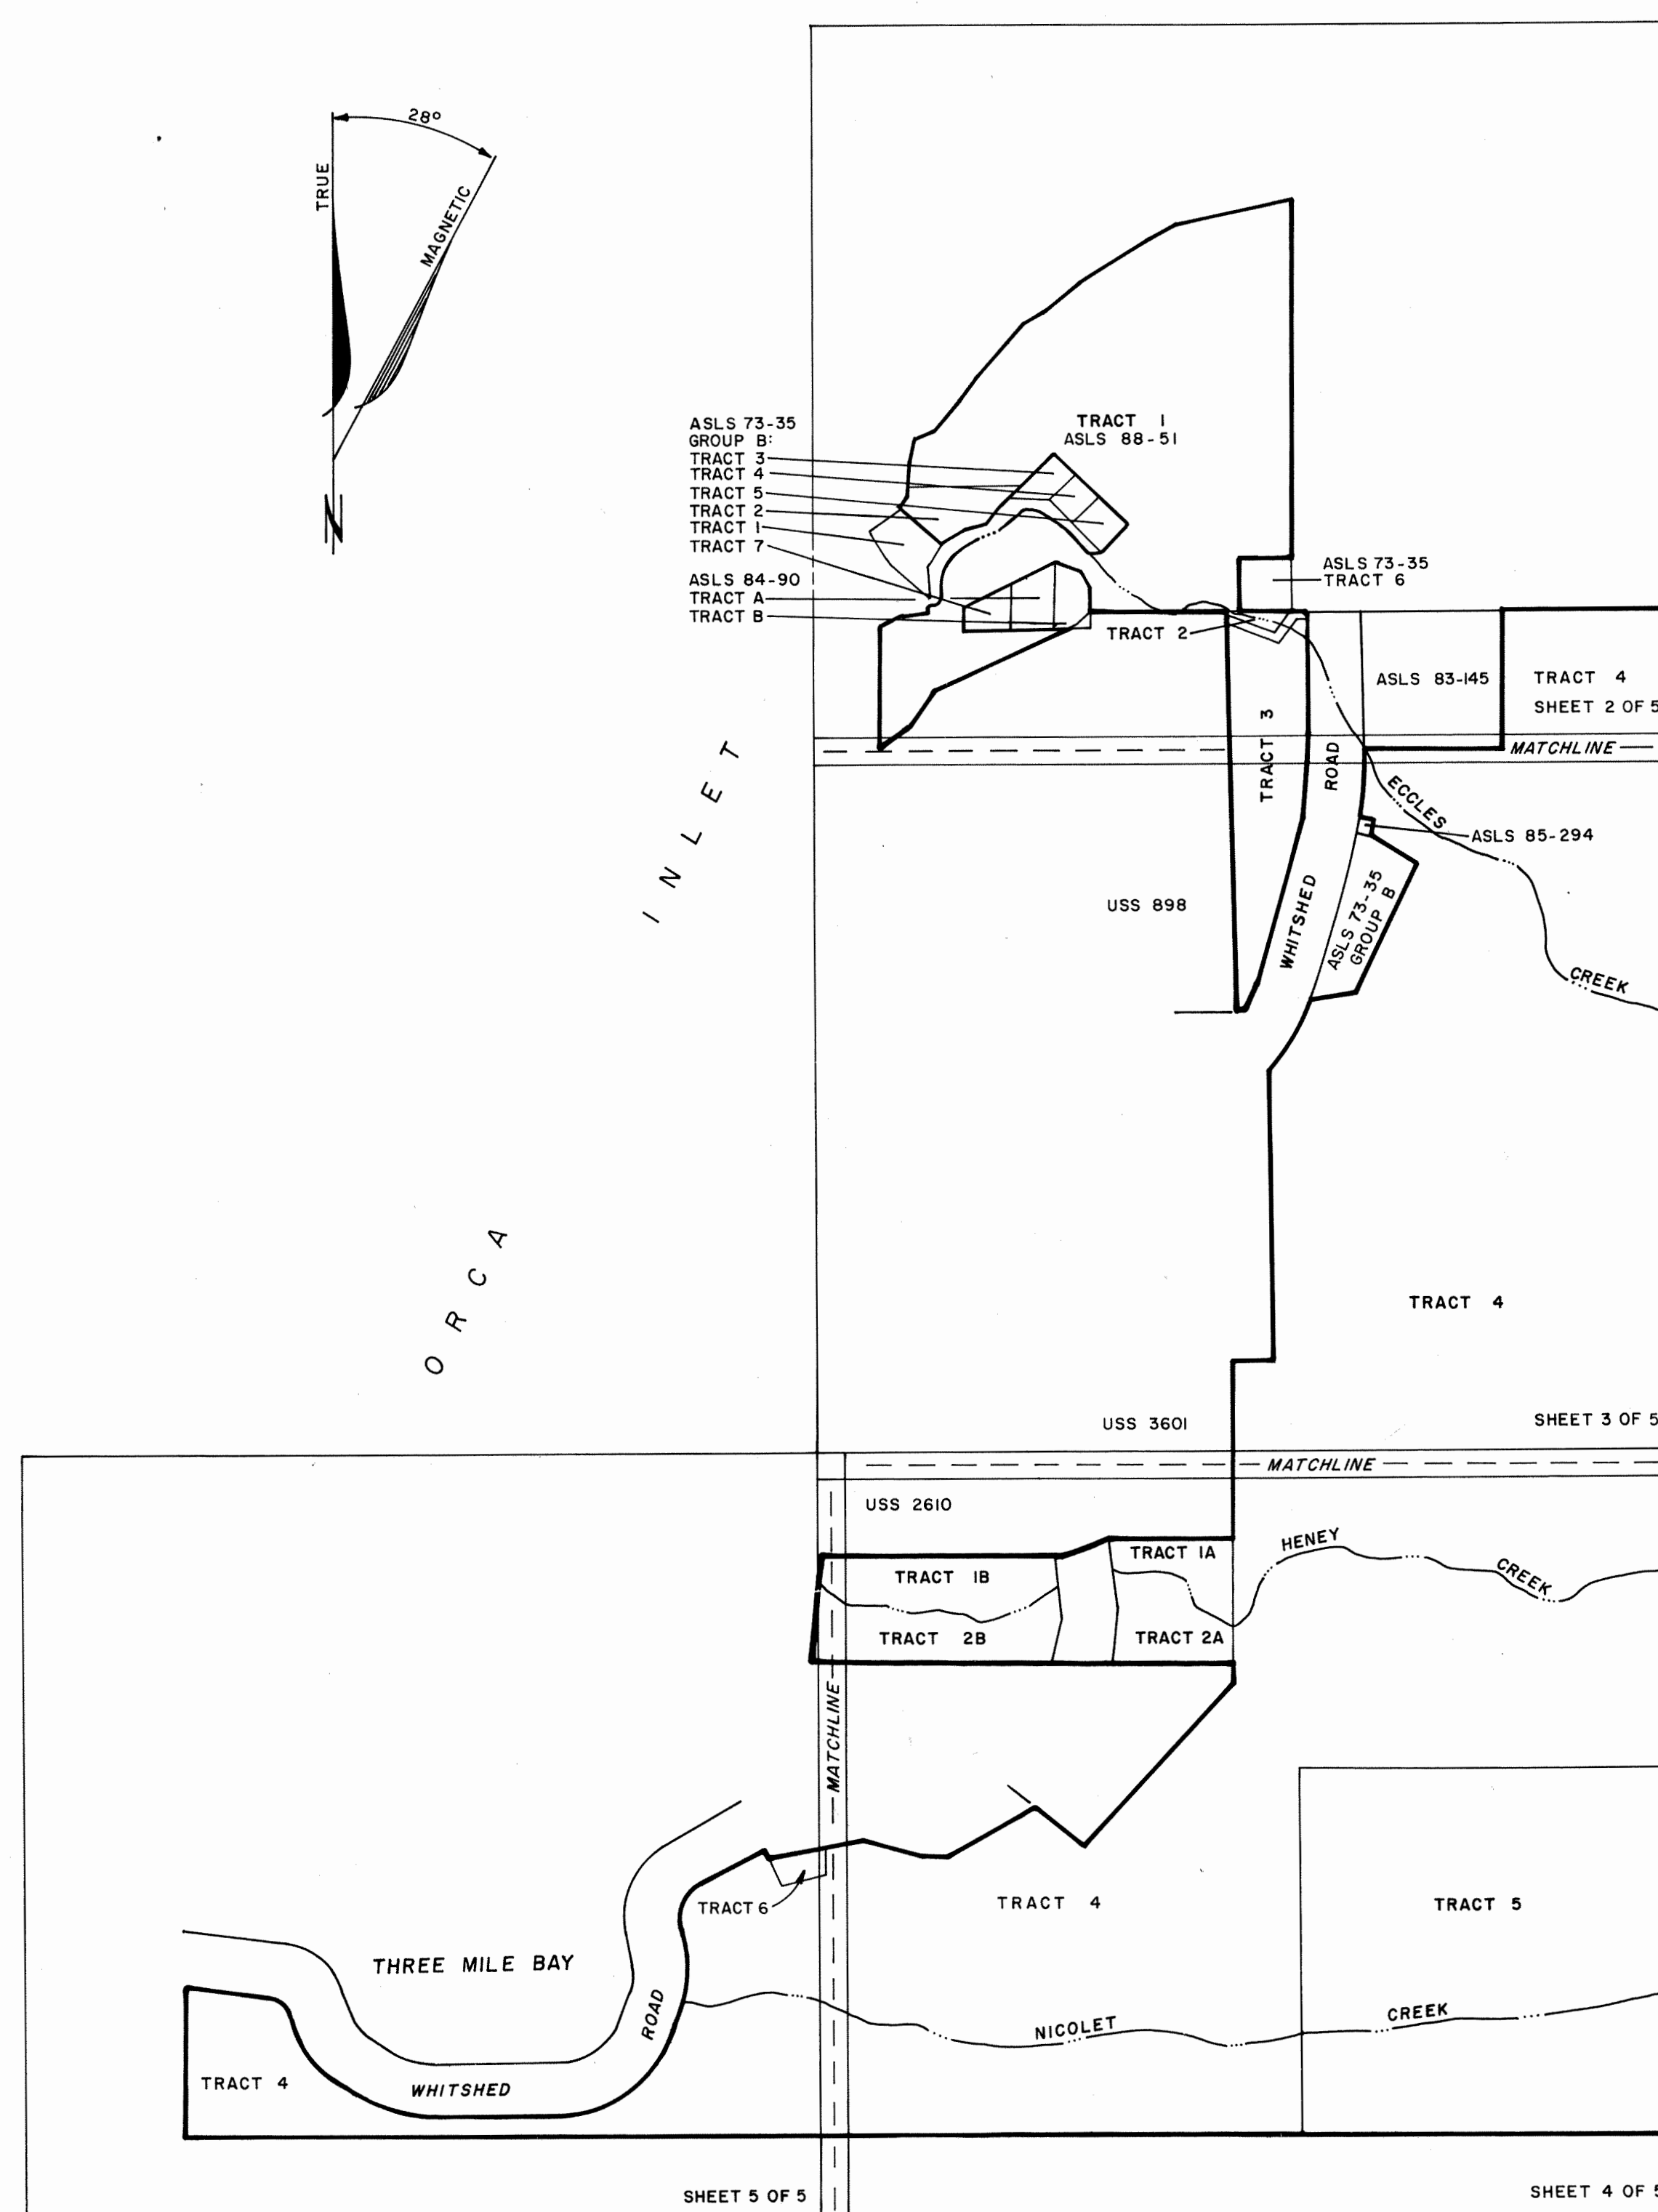 28°
TRUE
MAGNETIC
N
ASLS 73-35
GROUP B:
TRACT 3
TRACT 4
TRACT 5
TRACT 2
TRACT 1
TRACT 7
ASLS 84-90
TRACT A
TRACT B
TRACT 1
ASLS 88-51
ASLS 73-35
TRACT 6
TRACT 2
ASLS 83-145
TRACT 4
SHEET 2 OF 5
MATCHLINE
TRACT 3
ROAD
WHITSHED
ECCLES
CREEK
ASLS 85-294
ASLS 73-35
GROUP B
USS 898
ORCA INLET
TRACT 4
USS 3601
SHEET 3 OF 5
MATCHLINE
USS 2610
TRACT 1A
TRACT 1B
HENEY
CREEK
TRACT 2B
TRACT 2A
MATCHLINE
TRACT 6
TRACT 4
TRACT 5
THREE MILE BAY
ROAD
NICOLET
CREEK
TRACT 4
WHITSHED
SHEET 5 OF 5
SHEET 4 OF 5